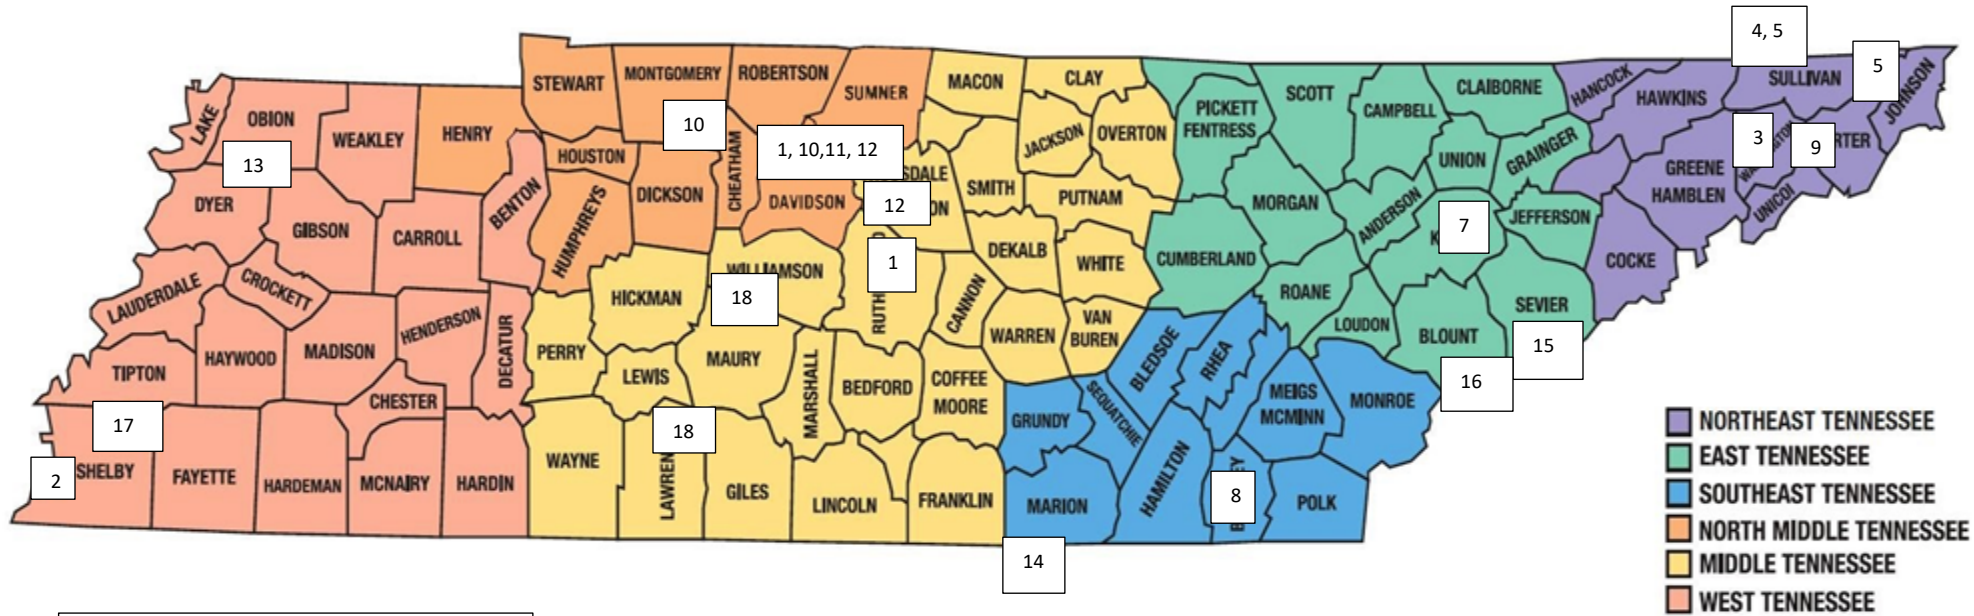 4, 5
5
STEWART
MONTGOMERY
ROBERTSON
SUMNER
MACON
CLAY
PICKETT
FENTRESS
SCOTT
CAMPBELL
CLAIBORNE
HANCOCK
HAWKINS
SULLIVAN
JOHNSON
LAKE
OBION
WEAKLEY
HENRY
10
HOUSTON
CHEATHAM
1, 10,11, 12
JACKSON
OVERTON
UNION
GRAINGER
GREENE
HAMBLEN
3
9
13
DYER
GIBSON
CARROLL
BENTON
HUMPHREYS
DICKSON
DAVIDSON
12
SMITH
PUTNAM
MORGAN
ANDERSON
7
JEFFERSON
UNICOI
LAUDERDALE
CROCKETT
HICKMAN
WILLIAMSON
18
1
DEKALB
WHITE
CUMBERLAND
ROANE
COCKE
TIPTON
HAYWOOD
MADISON
HENDERSON
DECATUR
PERRY
LEWIS
MAURY
MARSHALL
BEDFORD
CANNON
WARREN
VAN
BUREN
BLEDSOE
RHEA
LOUDON
BLOUNT
SEVIER
15
16
CHESTER
COFFEE
MOORE
GRUNDY
SEQUATCHIE
MEIGS
MCMINN
MONROE
17
2
SHELBY
FAYETTE
HARDEMAN
MCNAIRY
HARDIN
WAYNE
18
GILES
LINCOLN
FRANKLIN
MARION
HAMILTON
8
POLK
14
NORTHEAST TENNESSEE
EAST TENNESSEE
SOUTHEAST TENNESSEE
NORTH MIDDLE TENNESSEE
MIDDLE TENNESSEE
WEST TENNESSEE